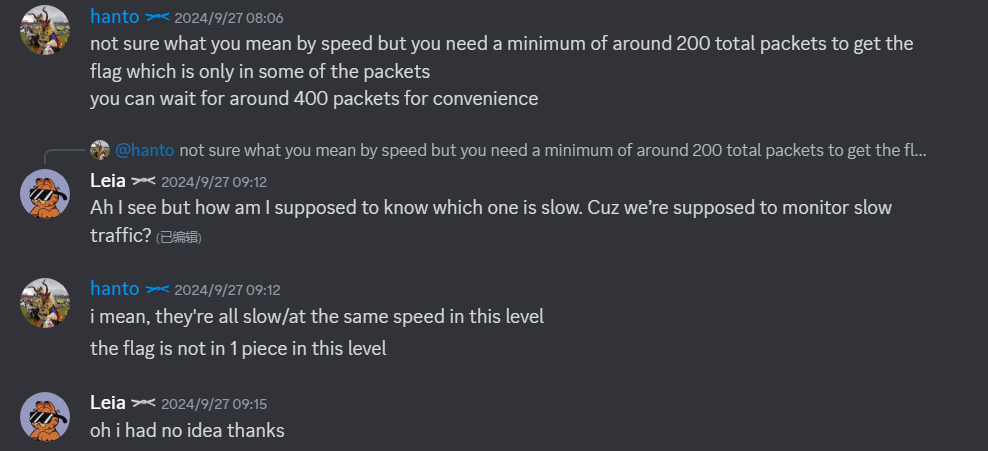 hanto 2024/9/27 08:06
not sure what you mean by speed but you need a minimum of around 200 total packets to get the
flag which is only in some of the packets
you can wait for around 400 packets for convenience
@hanto not sure what you mean by speed but you need a minimum of around 200 total packets to get the fl...
Leia 2024/9/27 09:12
Ah I see but how am I supposed to know which one is slow. Cuz we’re supposed to monitor slow
traffic? (已编辑)
hanto 2024/9/27 09:12
i mean, they're all slow/at the same speed in this level
the flag is not in 1 piece in this level
Leia 2024/9/27 09:15
oh i had no idea thanks